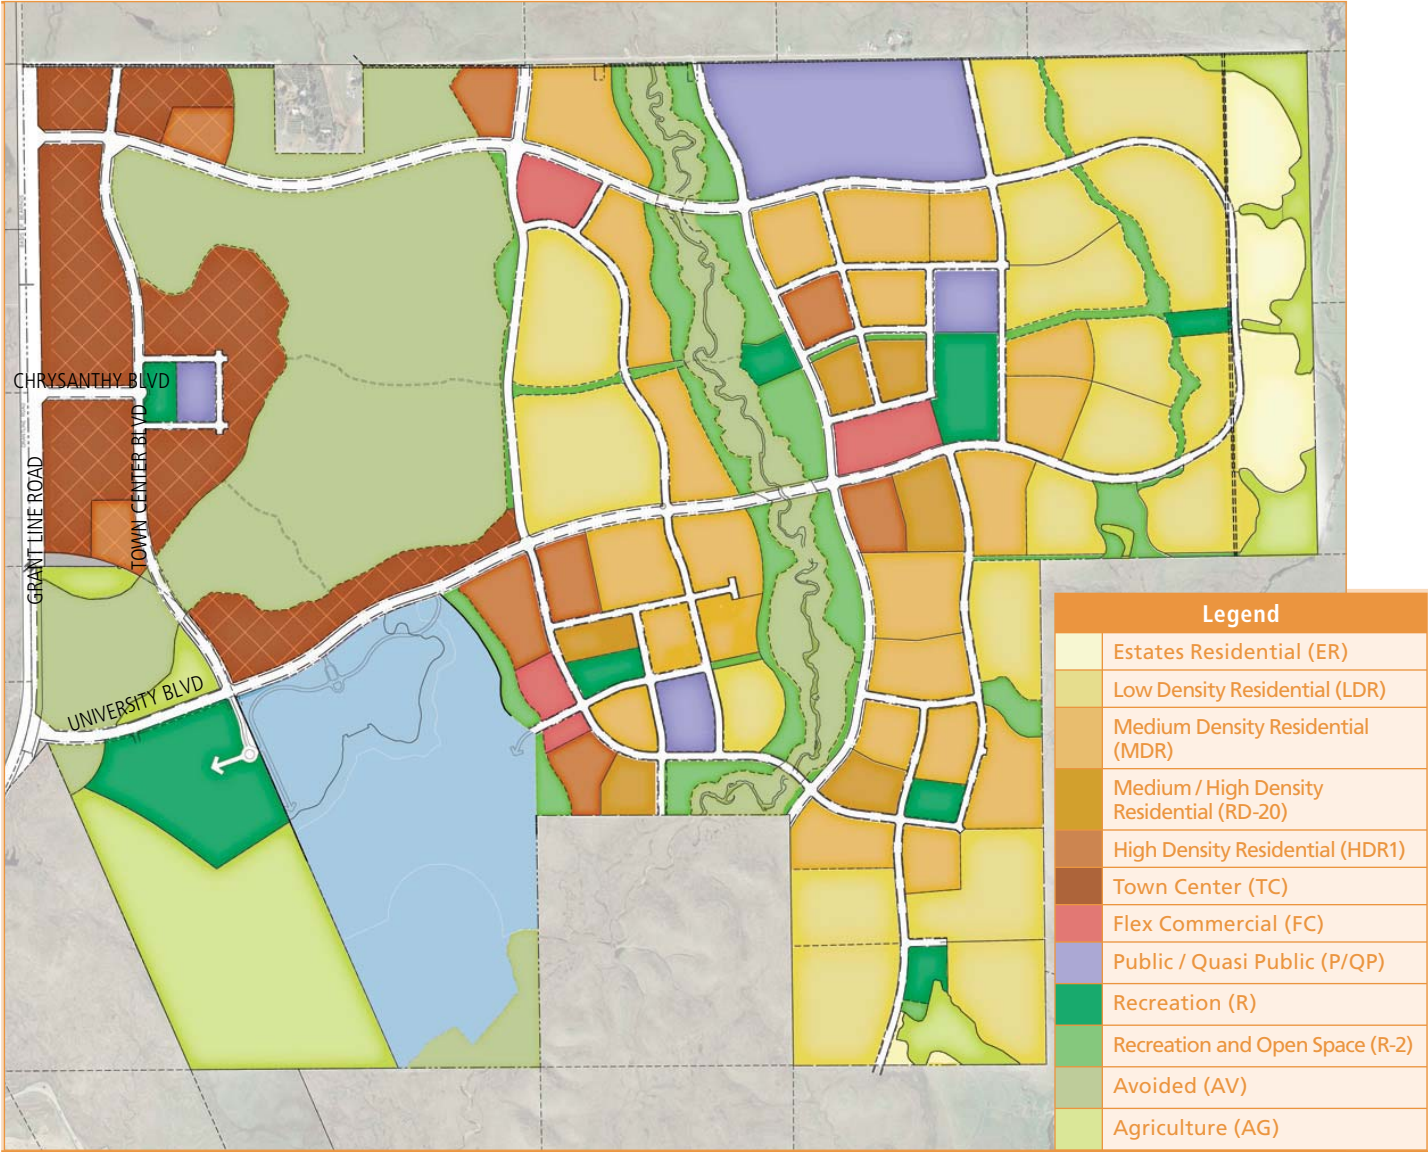 CHRYSANTHY BLVD
TOWN CENTER BLVD
GRANT LINE ROAD
UNIVERSITY BLVD
Legend
Estates Residential (ER)
Low Density Residential (LDR)
Medium Density Residential
(MDR)
Medium / High Density
Residential (RD-20)
High Density Residential (HDR1)
Town Center (TC)
Flex Commercial (FC)
Public / Quasi Public (P/QP)
Recreation (R)
Recreation and Open Space (R-2)
Avoided (AV)
Agriculture (AG)